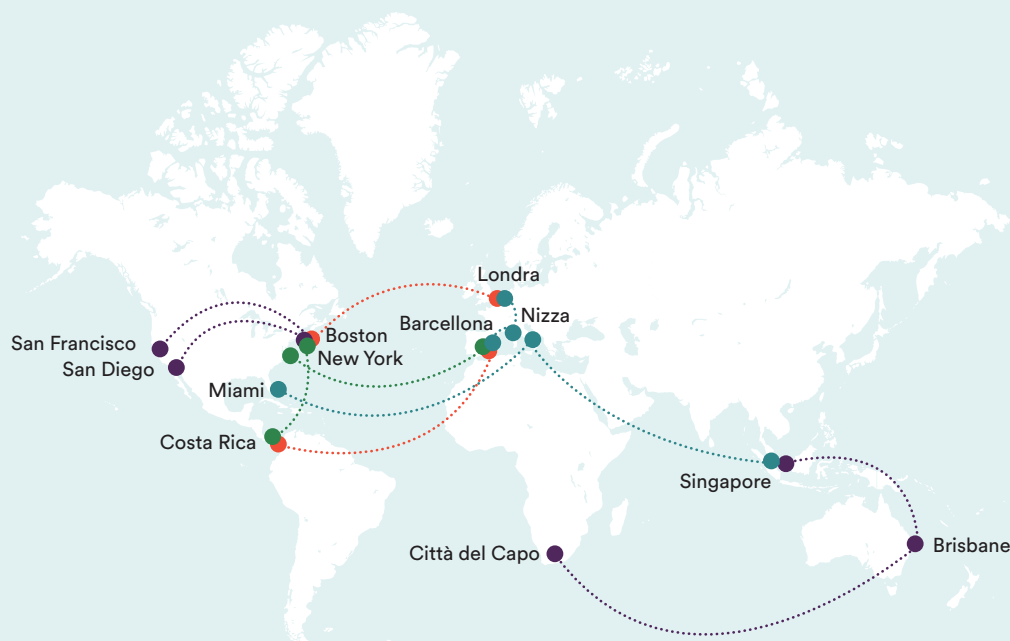 Londra
Nizza
Barcellona
Boston
San Francisco
New York
San Diego
Miami
Costa Rica
Singapore
Città del Capo
Brisbane